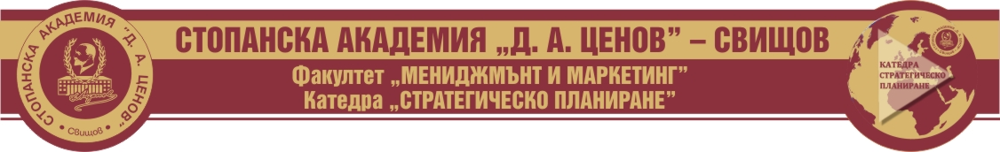 СТОПАНСКА АКАДЕМИЯ "Д. А. ЦЕНОВ"
• Свищов •
СТОПАНСКА АКАДЕМИЯ „Д. А. ЦЕНОВ” – СВИЩОВ
Факултет „МЕНИДЖМЪНТ И МАРКЕТИНГ”
Катедра „СТРАТЕГИЧЕСКО ПЛАНИРАНЕ”
КАТЕДРА
СТРАТЕГИЧЕСКО
ПЛАНИРАНЕ